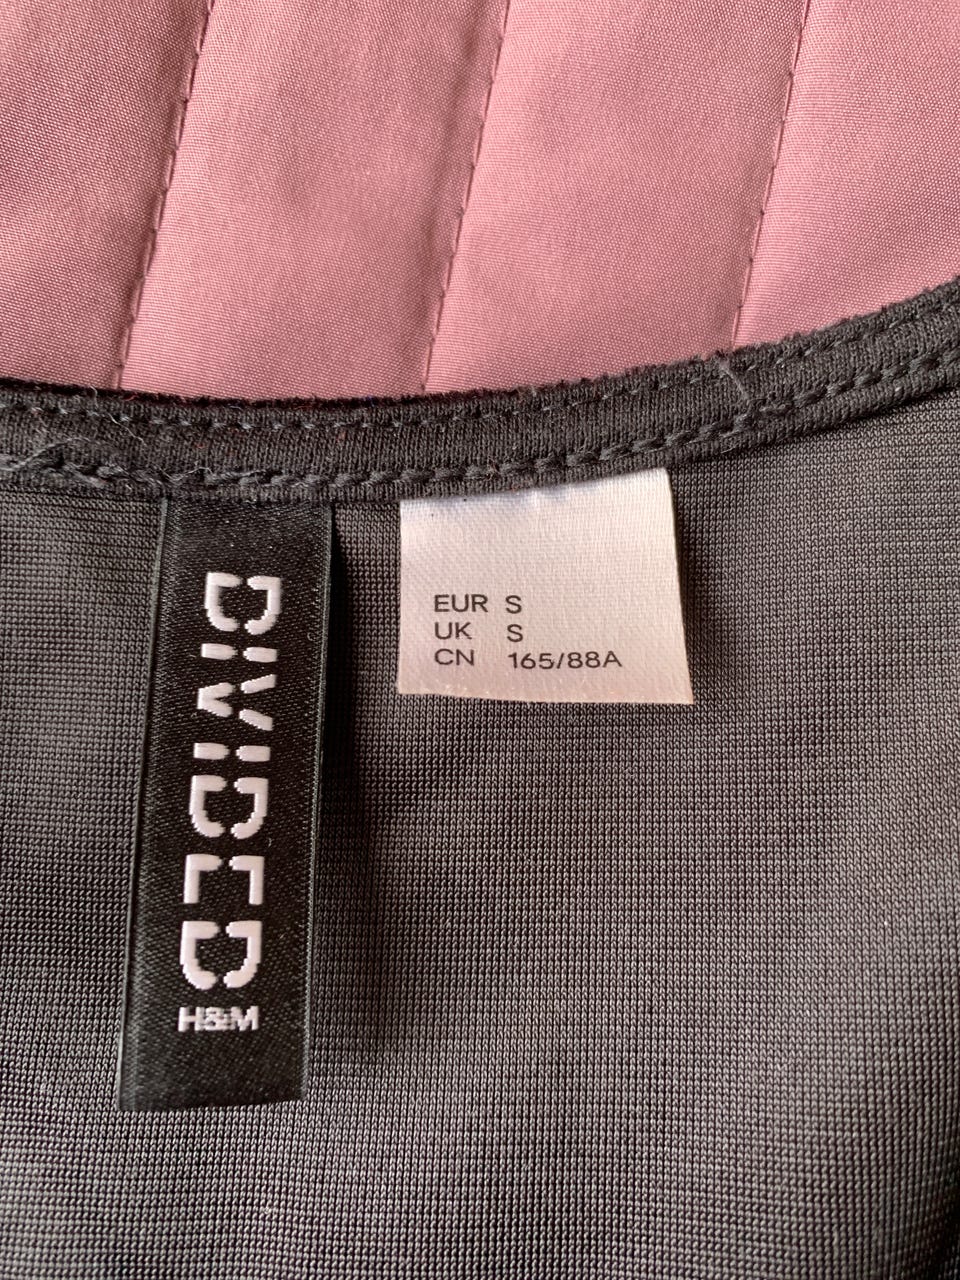 DIVIDED
H&M
EUR S
UK S
CN 165/88A